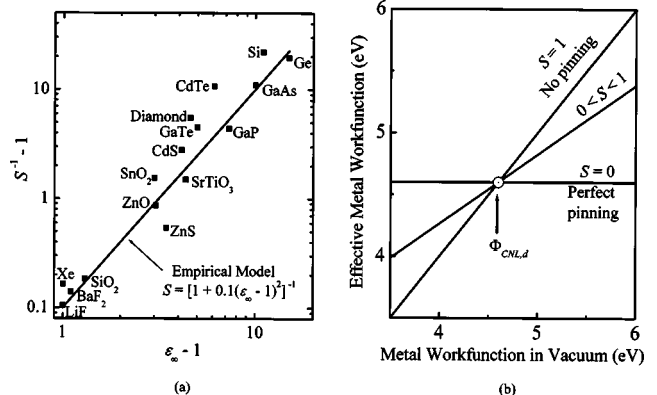 10
1
0.1
S⁻¹ - 1
Si
Ge
CdTe
GaAs
Diamond
GaTe
GaP
CdS
SnO₂
SrTiO₃
ZnO
ZnS
Xe
SiO₂
BaF₂
LiF
Empirical Model
S = [1 + 0.1(ε∞ - 1)²]⁻¹
1
10
ε∞ - 1
(a)
6
5
4
Effective Metal Workfunction (eV)
S = 1
No pinning
0 < S < 1
S = 0
Perfect
pinning
Φ_CNL,d
4
5
6
Metal Workfunction in Vacuum (eV)
(b)